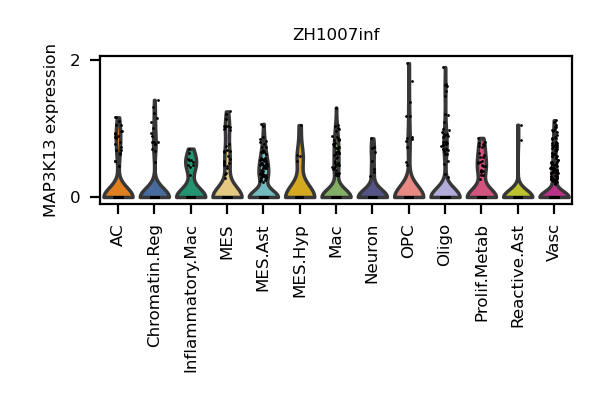 ZH1007inf
MAP3K13 expression
2
0
AC
Chromatin.Reg
Inflammatory.Mac
MES
MES.Ast
MES.Hyp
Mac
Neuron
OPC
Oligo
Prolif.Metab
Reactive.Ast
Vasc